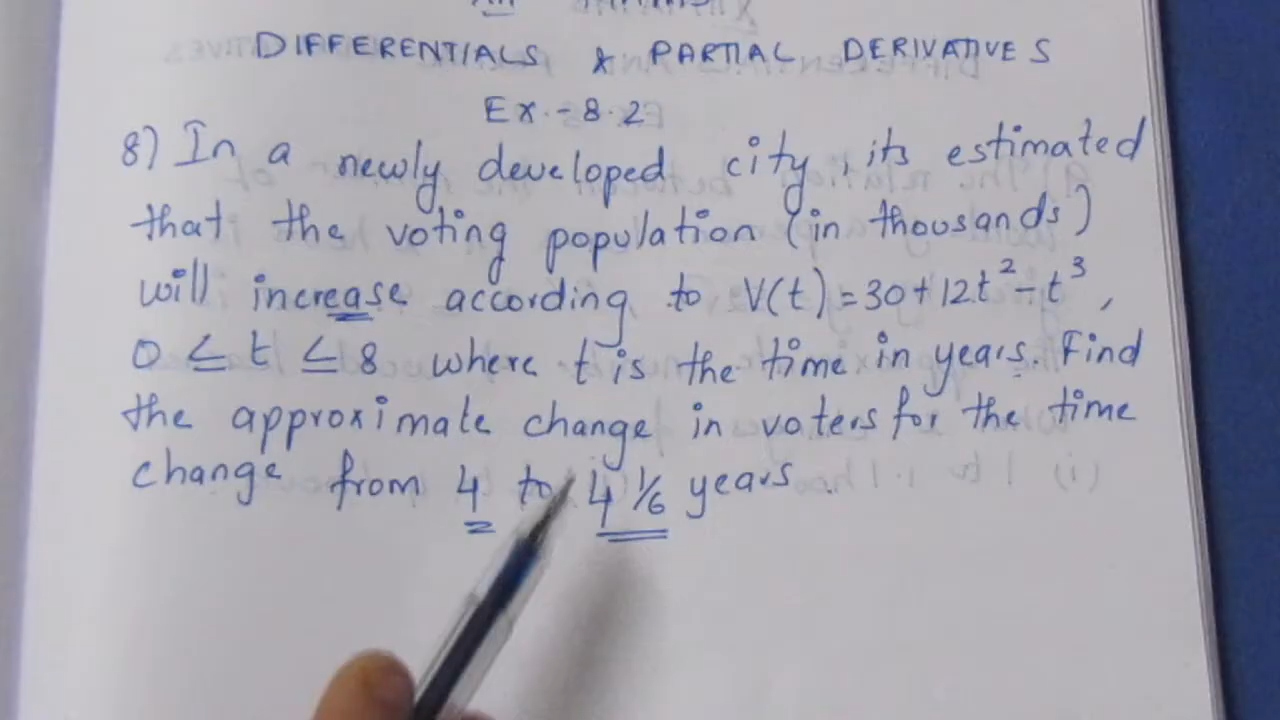 DIFFERENTIALS & PARTIAL DERIVATIVES
Ex.-8.2
8) In a newly developed city, its estimated
that the voting population (in thousands)
will increase according to V(t)=30+12t²-t³,
0 ≤ t ≤ 8 where t is the time in years. Find
the approximate change in voters for the time
change from 4 to 4 1/6 years.